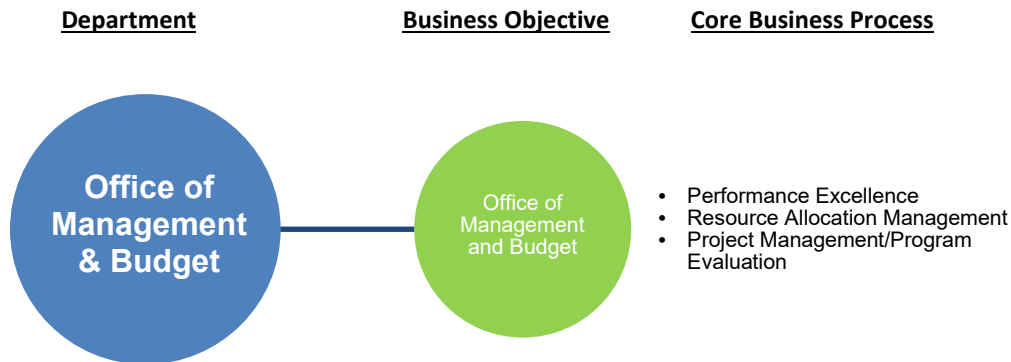 Department
Business Objective
Core Business Process
Office of
Management
& Budget
Office of
Management
and Budget
• Performance Excellence
• Resource Allocation Management
• Project Management/Program
Evaluation